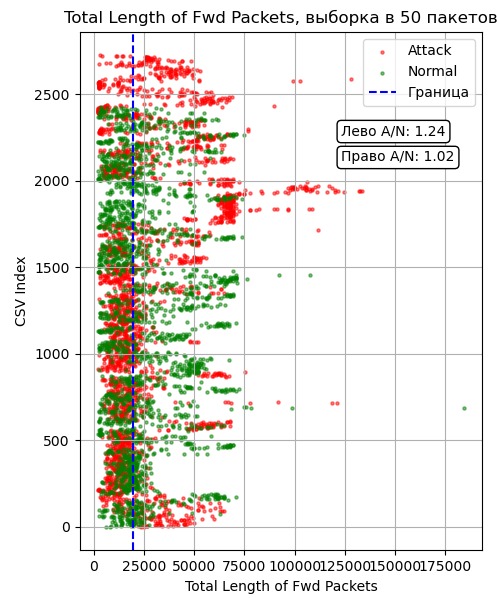 Total Length of Fwd Packets, выборка в 50 пакетов
Attack
Normal
Граница
Лево A/N: 1.24
Право A/N: 1.02
CSV Index
2500
2000
1500
1000
500
0
0 25000 50000 75000 100000 125000 150000 175000
Total Length of Fwd Packets